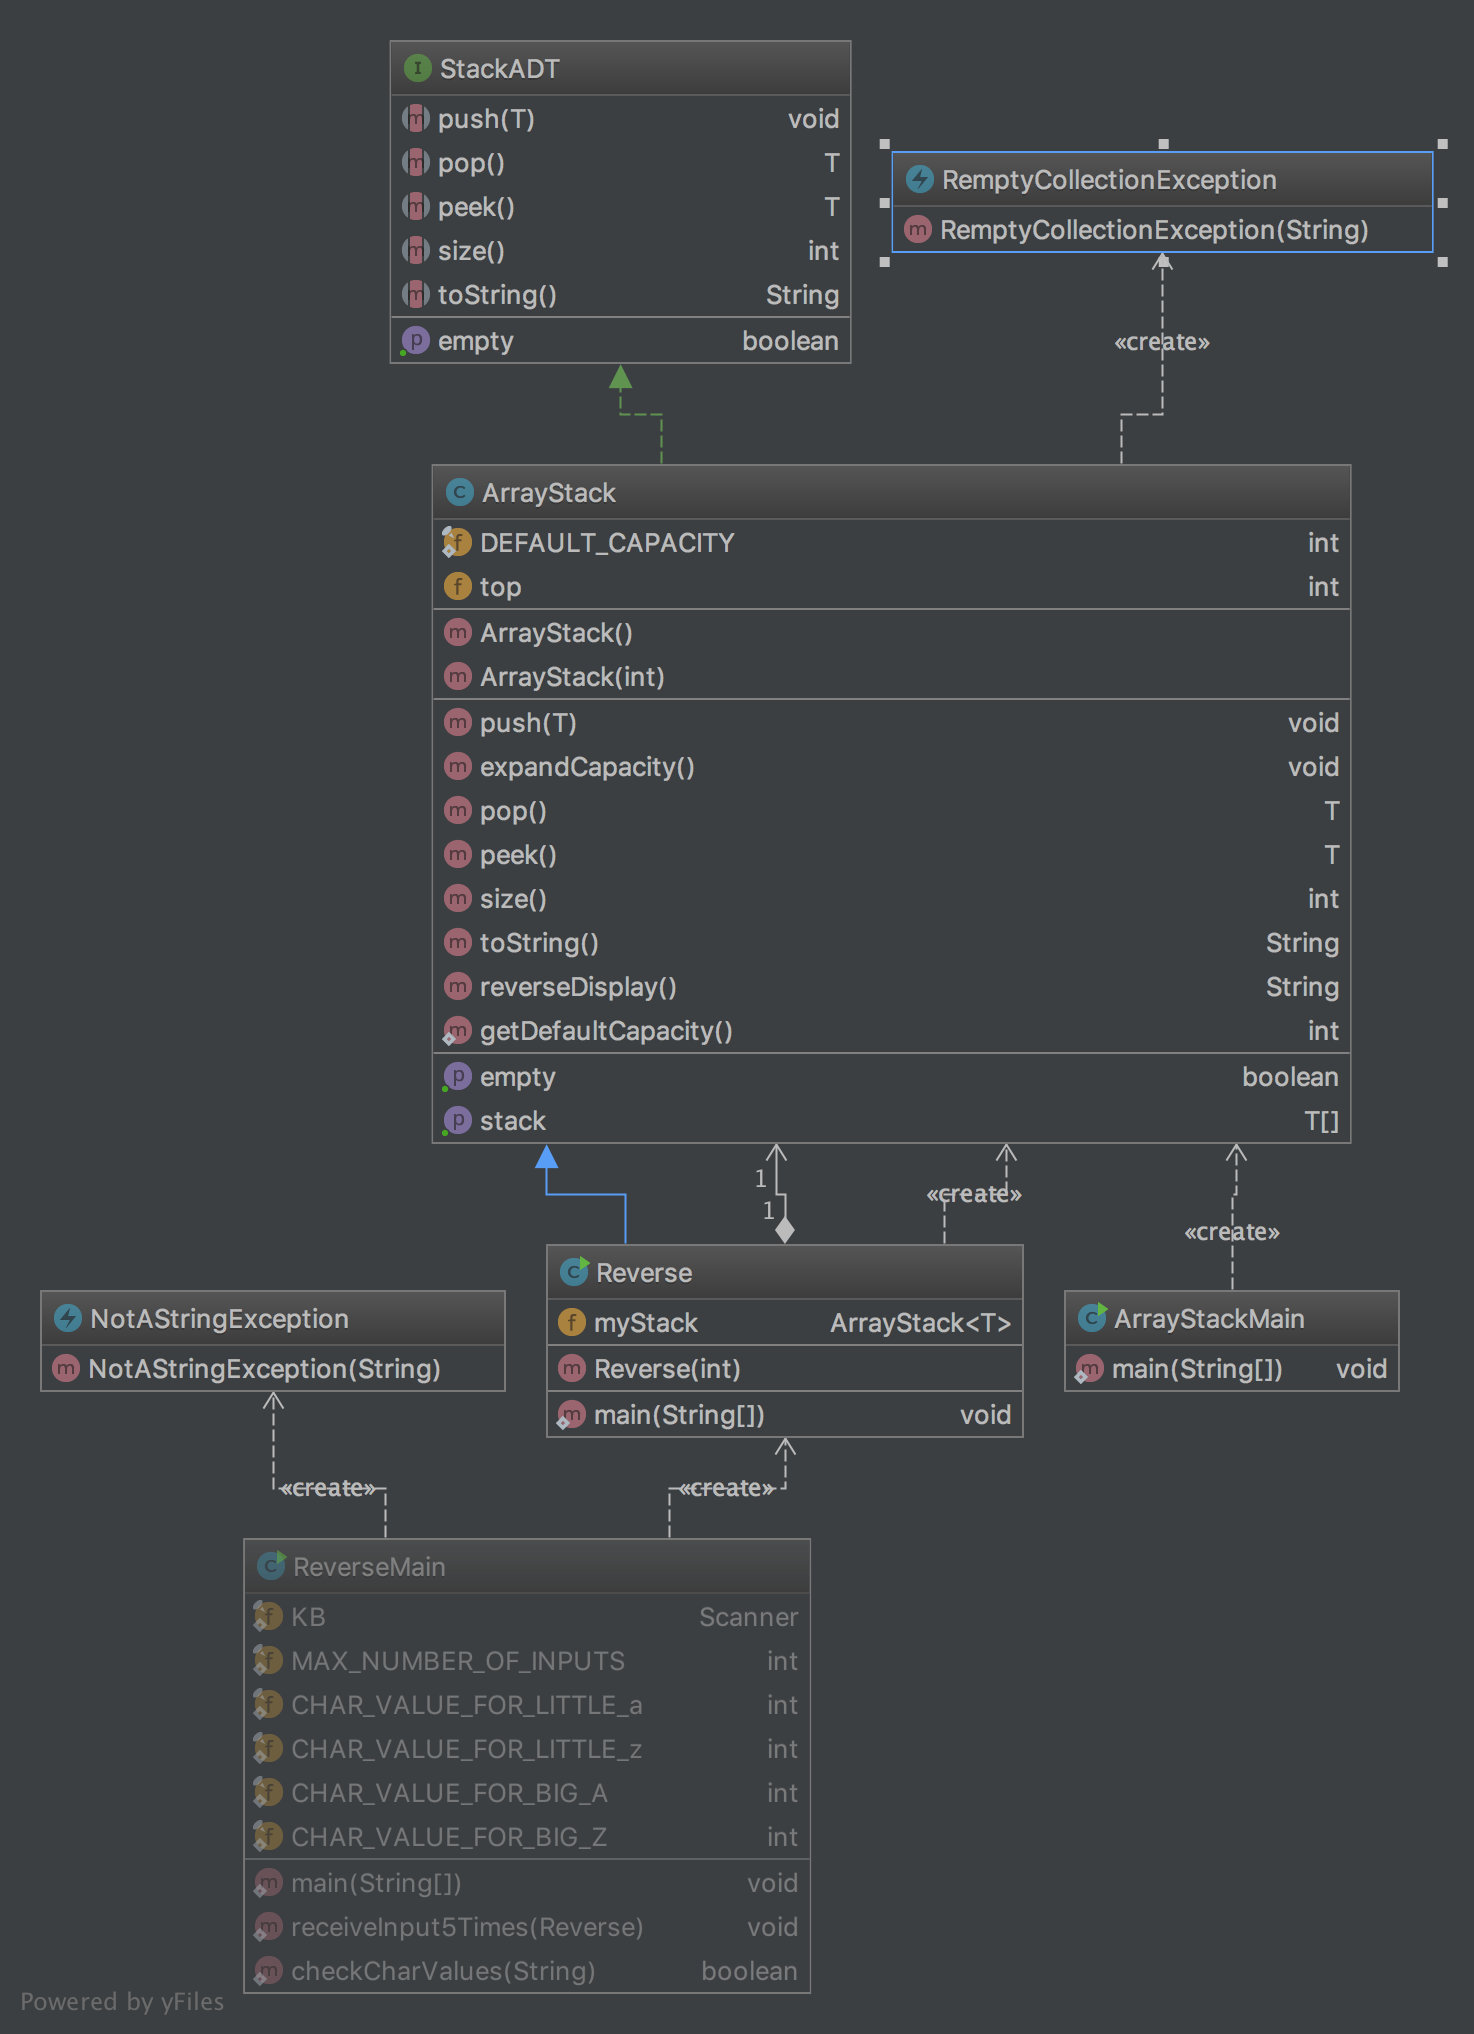 StackADT
push(T) void
pop() T
peek() T
size() int
toString() String
empty boolean
RemptyCollectionException
RemptyCollectionException(String)
«create»
ArrayStack
DEFAULT_CAPACITY int
top int
ArrayStack()
ArrayStack(int)
push(T) void
expandCapacity() void
pop() T
peek() T
size() int
toString() String
reverseDisplay() String
getDefaultCapacity() int
empty boolean
stack T[]
1
1
«create»
«create»
NotAStringException
NotAStringException(String)
Reverse
myStack ArrayStack<T>
Reverse(int)
main(String[]) void
ArrayStackMain
main(String[]) void
«create»
«create»
ReverseMain
KB Scanner
MAX_NUMBER_OF_INPUTS int
CHAR_VALUE_FOR_LITTLE_a int
CHAR_VALUE_FOR_LITTLE_z int
CHAR_VALUE_FOR_BIG_A int
CHAR_VALUE_FOR_BIG_Z int
main(String[]) void
receiveInput5Times(Reverse) void
checkCharValues(String) boolean
Powered by yFiles